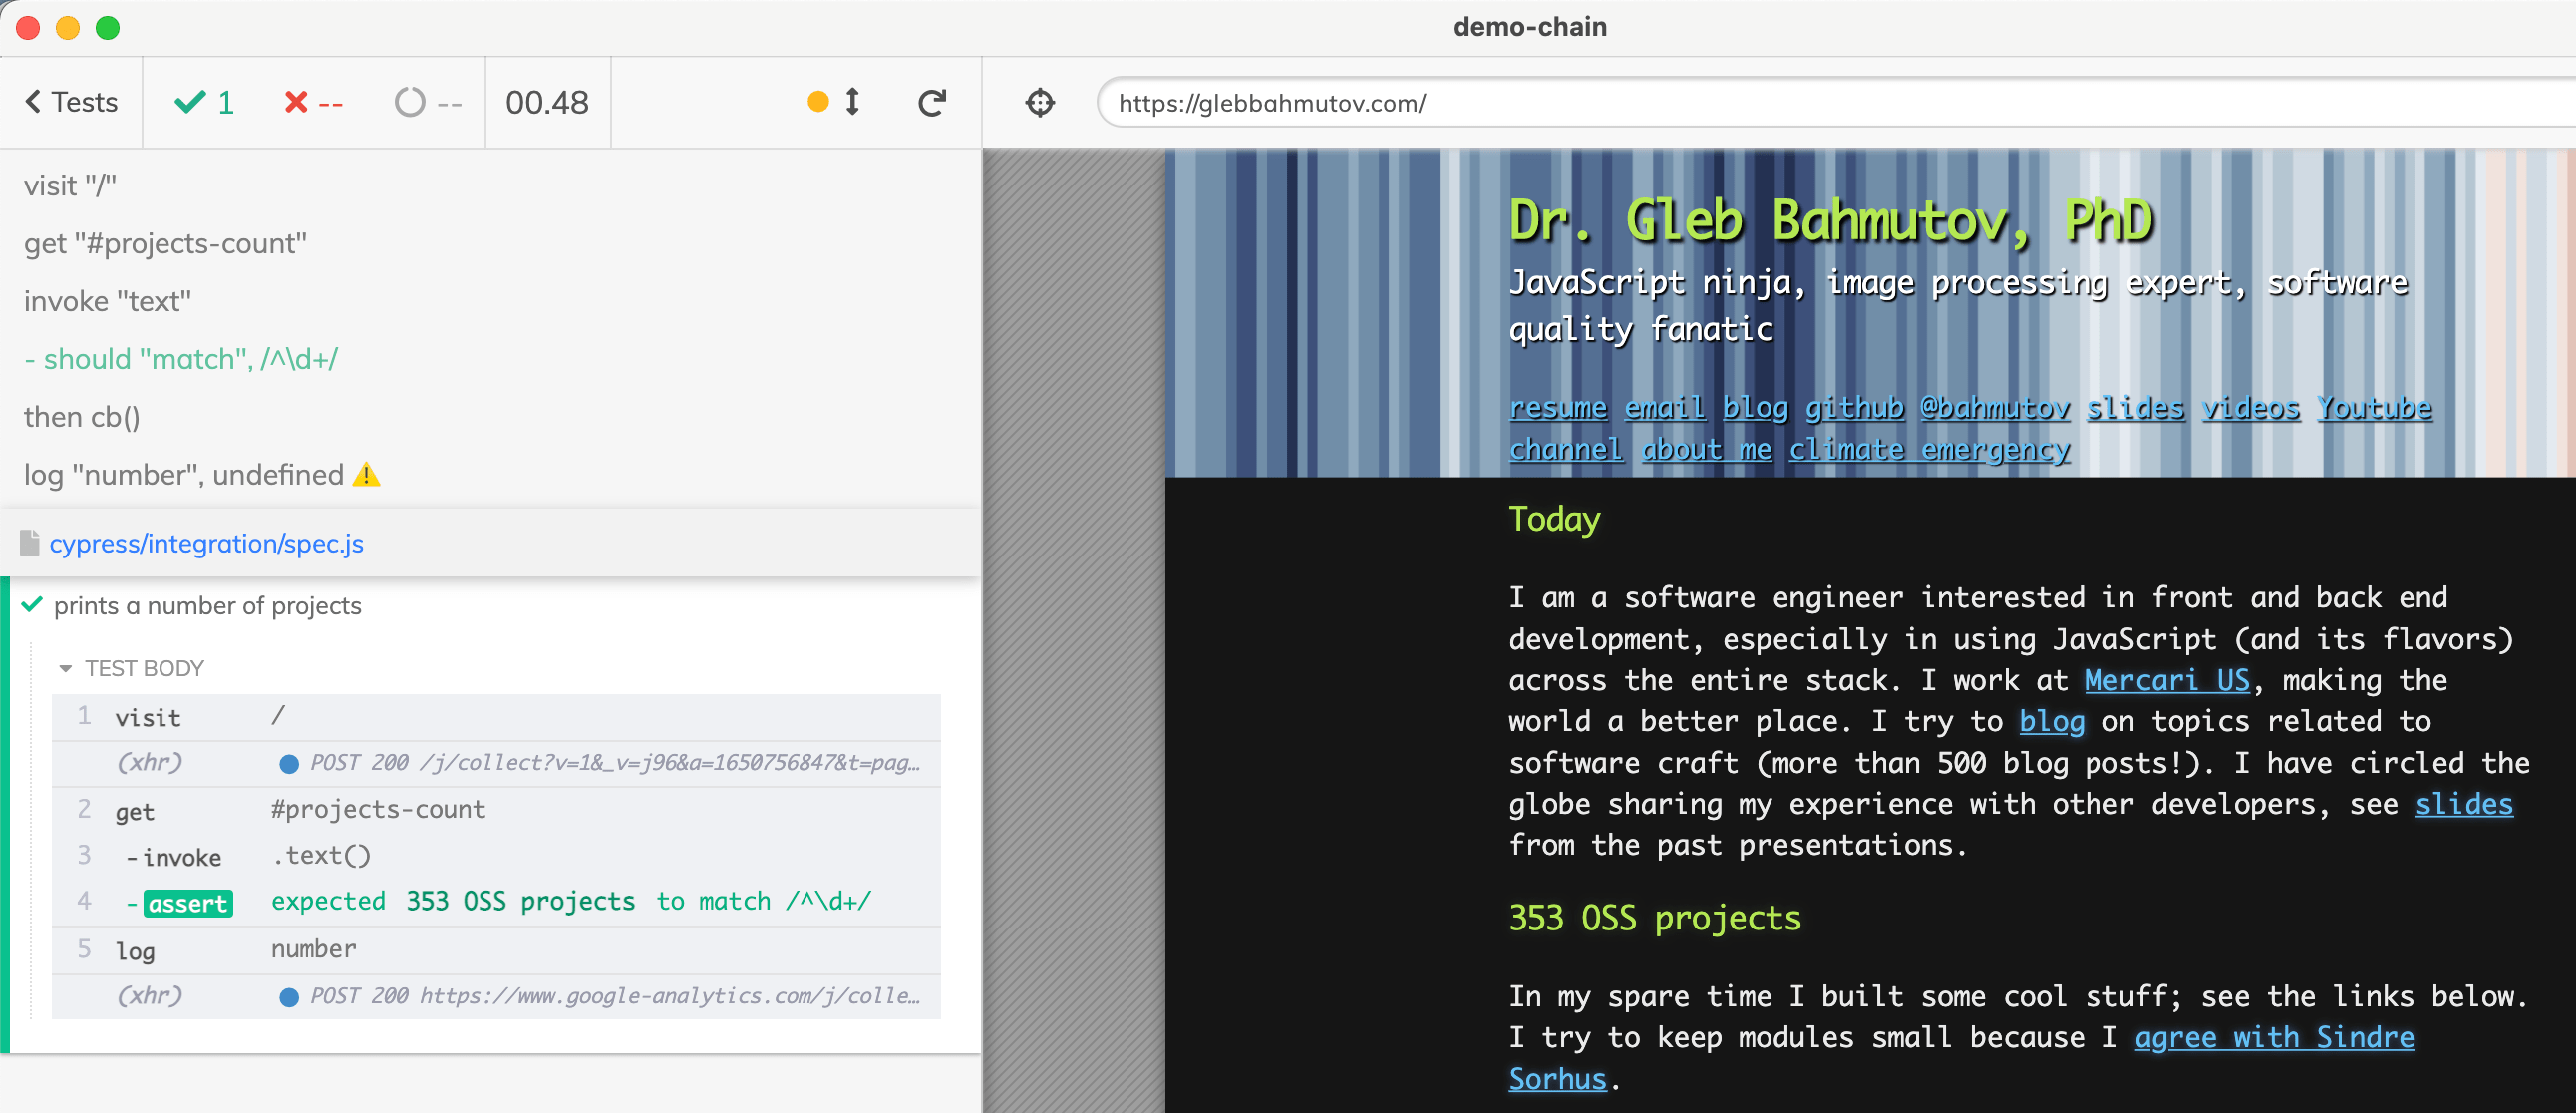 demo-chain
Tests
1
--
--
00.48
https://glebbahmutov.com/
visit "/"
get "#projects-count"
invoke "text"
- should "match", /^\d+/
then cb()
log "number", undefined ⚠️
cypress/integration/spec.js
prints a number of projects
TEST BODY
1 visit /
(xhr) POST 200 /j/collect?v=1&_v=j96&a=1650756847&t=pag…
2 get #projects-count
3 -invoke .text()
4 -assert expected 353 OSS projects to match /^\d+/
5 log number
(xhr) POST 200 https://www.google-analytics.com/j/colle…
Dr. Gleb Bahmutov, PhD
JavaScript ninja, image processing expert, software
quality fanatic
resume email blog github @bahmutov slides videos Youtube
channel about me climate emergency
Today
I am a software engineer interested in front and back end
development, especially in using JavaScript (and its flavors)
across the entire stack. I work at Mercari US, making the
world a better place. I try to blog on topics related to
software craft (more than 500 blog posts!). I have circled the
globe sharing my experience with other developers, see slides
from the past presentations.
353 OSS projects
In my spare time I built some cool stuff; see the links below.
I try to keep modules small because I agree with Sindre
Sorhus.